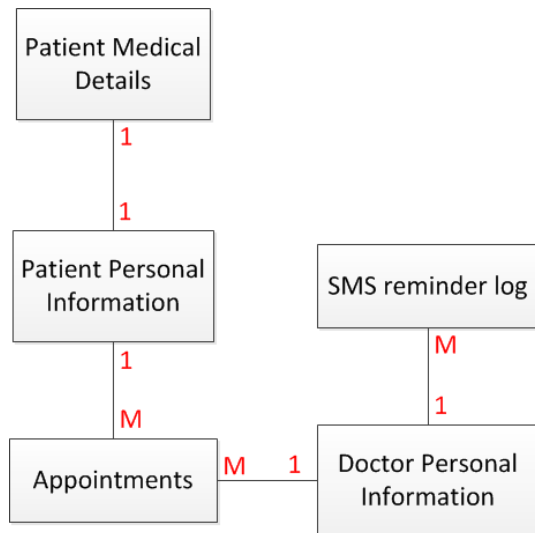 Patient Medical
Details
1
1
Patient Personal
Information
SMS reminder log
1
M
M
1
Appointments
M
1
Doctor Personal
Information